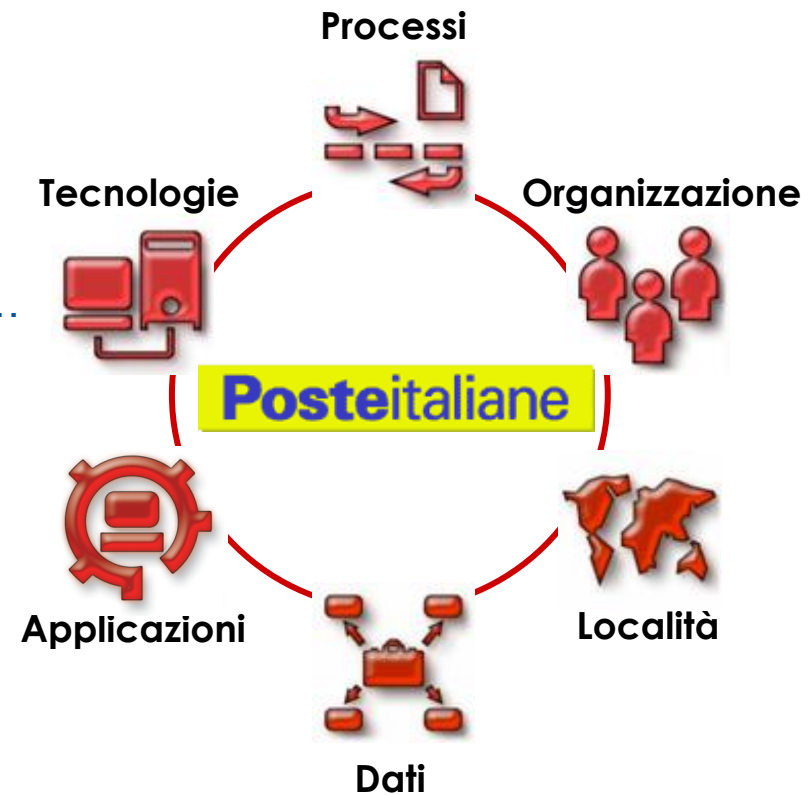 Processi
Tecnologie
Organizzazione
..
Posteitaliane
Applicazioni
Località
Dati